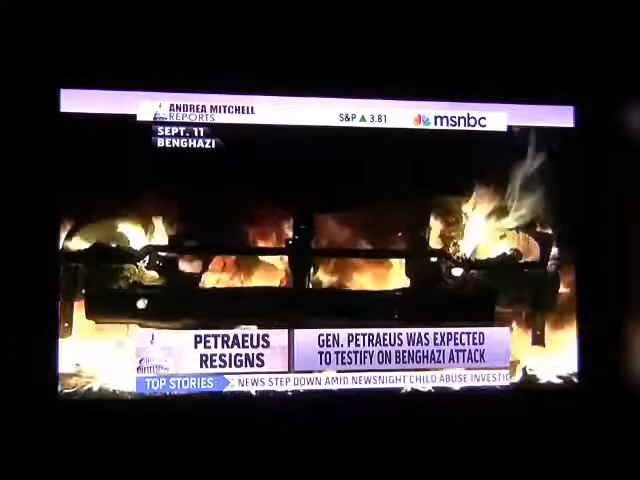 ANDREA MITCHELL
REPORTS
S&P ▲ 3.81
msnbc
SEPT. 11
BENGHAZI
PETRAEUS
RESIGNS
GEN. PETRAEUS WAS EXPECTED
TO TESTIFY ON BENGHAZI ATTACK
TOP STORIES
NEWS STEP DOWN AMID NEWSNIGHT CHILD ABUSE